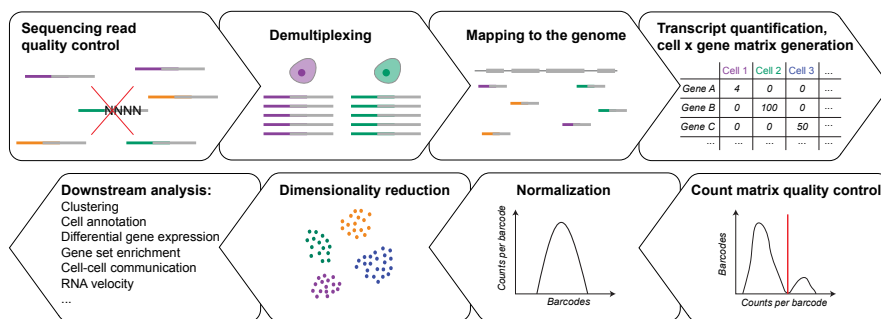 Sequencing read
quality control
NNNN
Demultiplexing
Mapping to the genome
Transcript quantification,
cell x gene matrix generation
Cell 1 Cell 2 Cell 3 ...
Gene A 4 0 0 ...
Gene B 0 100 0 ...
Gene C 0 0 50 ...
... ... ... ...
Downstream analysis:
Clustering
Cell annotation
Differential gene expression
Gene set enrichment
Cell-cell communication
RNA velocity
...
Dimensionality reduction
Normalization
Counts per barcode
Barcodes
Count matrix quality control
Barcodes
Counts per barcode